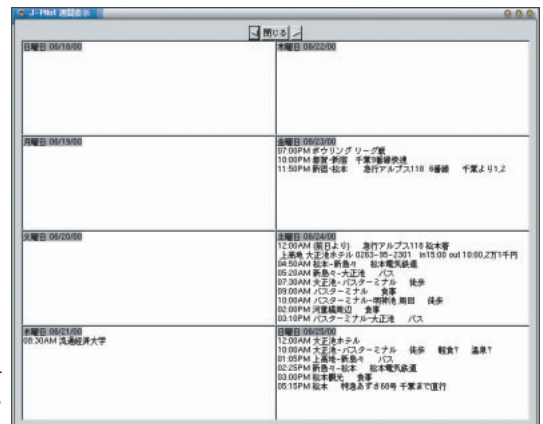 J-Pilot 週間表示
閉じる
日曜日 06/18/00
月曜日 06/19/00
火曜日 06/20/00
水曜日 06/21/00
08:30AM 流通経済大学
木曜日 06/22/00
金曜日 06/23/00
07:00PM ボウリング リーグ戦
10:00PM 新宿 千葉9番線快速
11:50PM 新宿-松本 急行アルプス118 6番線 千葉より1,2
土曜日 06/24/00
12:00AM (前日より) 急行アルプス118 松本着
上高地 大正池ホテル 0263-95-2301 in15:00 out 10:00,2万1千円
04:50AM 松本-新島々 松本電気鉄道
05:20AM 新島々-大正池 バス
07:30AM 大正池-バスターミナル 徒歩
09:00AM バスターミナル 食事
10:00AM バスターミナル-明神池 周回 徒歩
02:00PM 河童橋周辺 食事
03:10PM バスターミナル-大正池 バス
日曜日 06/25/00
12:00AM 大正池ホテル
10:00AM 大正池-バスターミナル 徒歩 軽食? 温泉?
01:05PM 上高地-新島々 バス
02:25PM 新島々-松本 松本電気鉄道
03:00PM 松本観光 食事
05:15PM 松本 特急あずさ66号 千葉まで直行